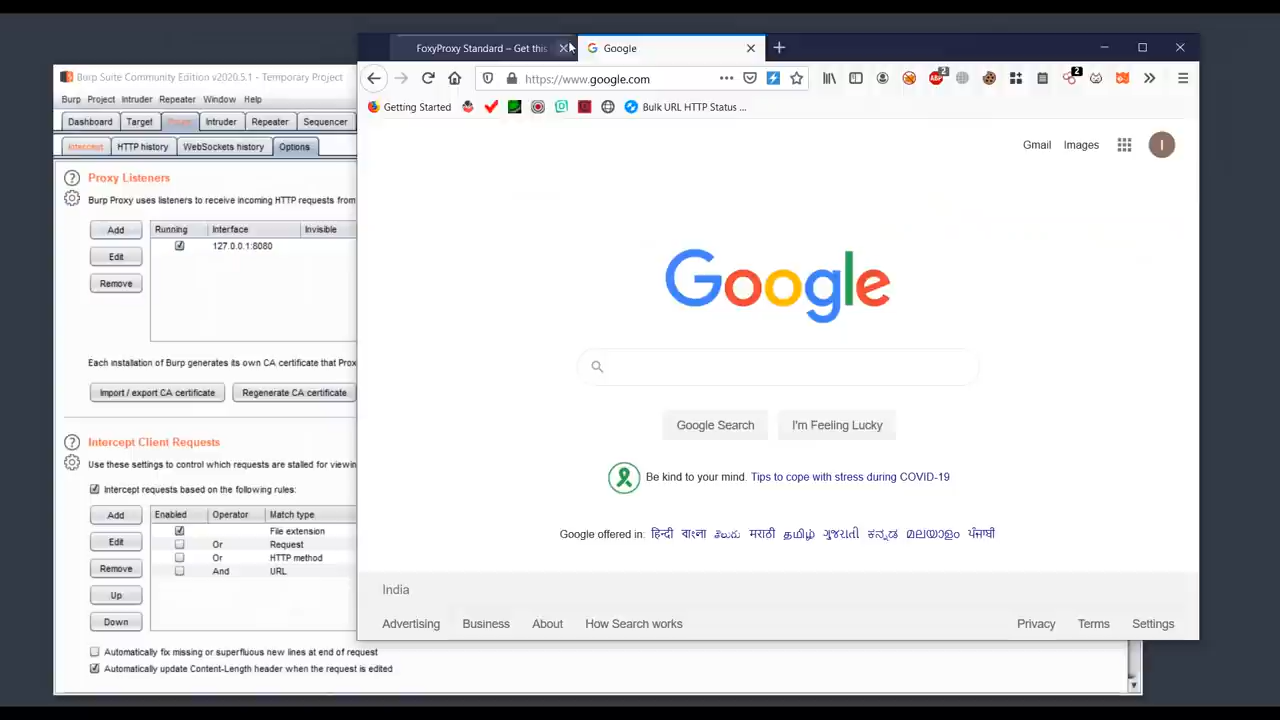 FoxyProxy Standard – Get this
Google
https://www.google.com
2
2
Getting Started
Bulk URL HTTP Status ...
Burp Suite Community Edition v2020.5.1 - Temporary Project
Burp Project Intruder Repeater Window Help
Dashboard Target Proxy Intruder Repeater Sequencer
Intercept HTTP history WebSockets history Options
Proxy Listeners
Burp Proxy uses listeners to receive incoming HTTP requests from
Add
Edit
Remove
Running Interface Invisible
127.0.0.1:8080
Each installation of Burp generates its own CA certificate that Prox
Import / export CA certificate Regenerate CA certificate
Intercept Client Requests
Use these settings to control which requests are stalled for viewin
Intercept requests based on the following rules:
Add
Edit
Remove
Up
Down
Enabled Operator Match type
File extension
Or Request
Or HTTP method
And URL
Automatically fix missing or superfluous new lines at end of request
Automatically update Content-Length header when the request is edited
Gmail Images I
Google
Google Search I'm Feeling Lucky
Be kind to your mind. Tips to cope with stress during COVID-19
Google offered in: हिन्दी বাংলা తెలుగు मराठी தமிழ் ગુજરાતી ಕನ್ನಡ മലയാളം ਪੰਜਾਬੀ
India
Advertising Business About How Search works Privacy Terms Settings